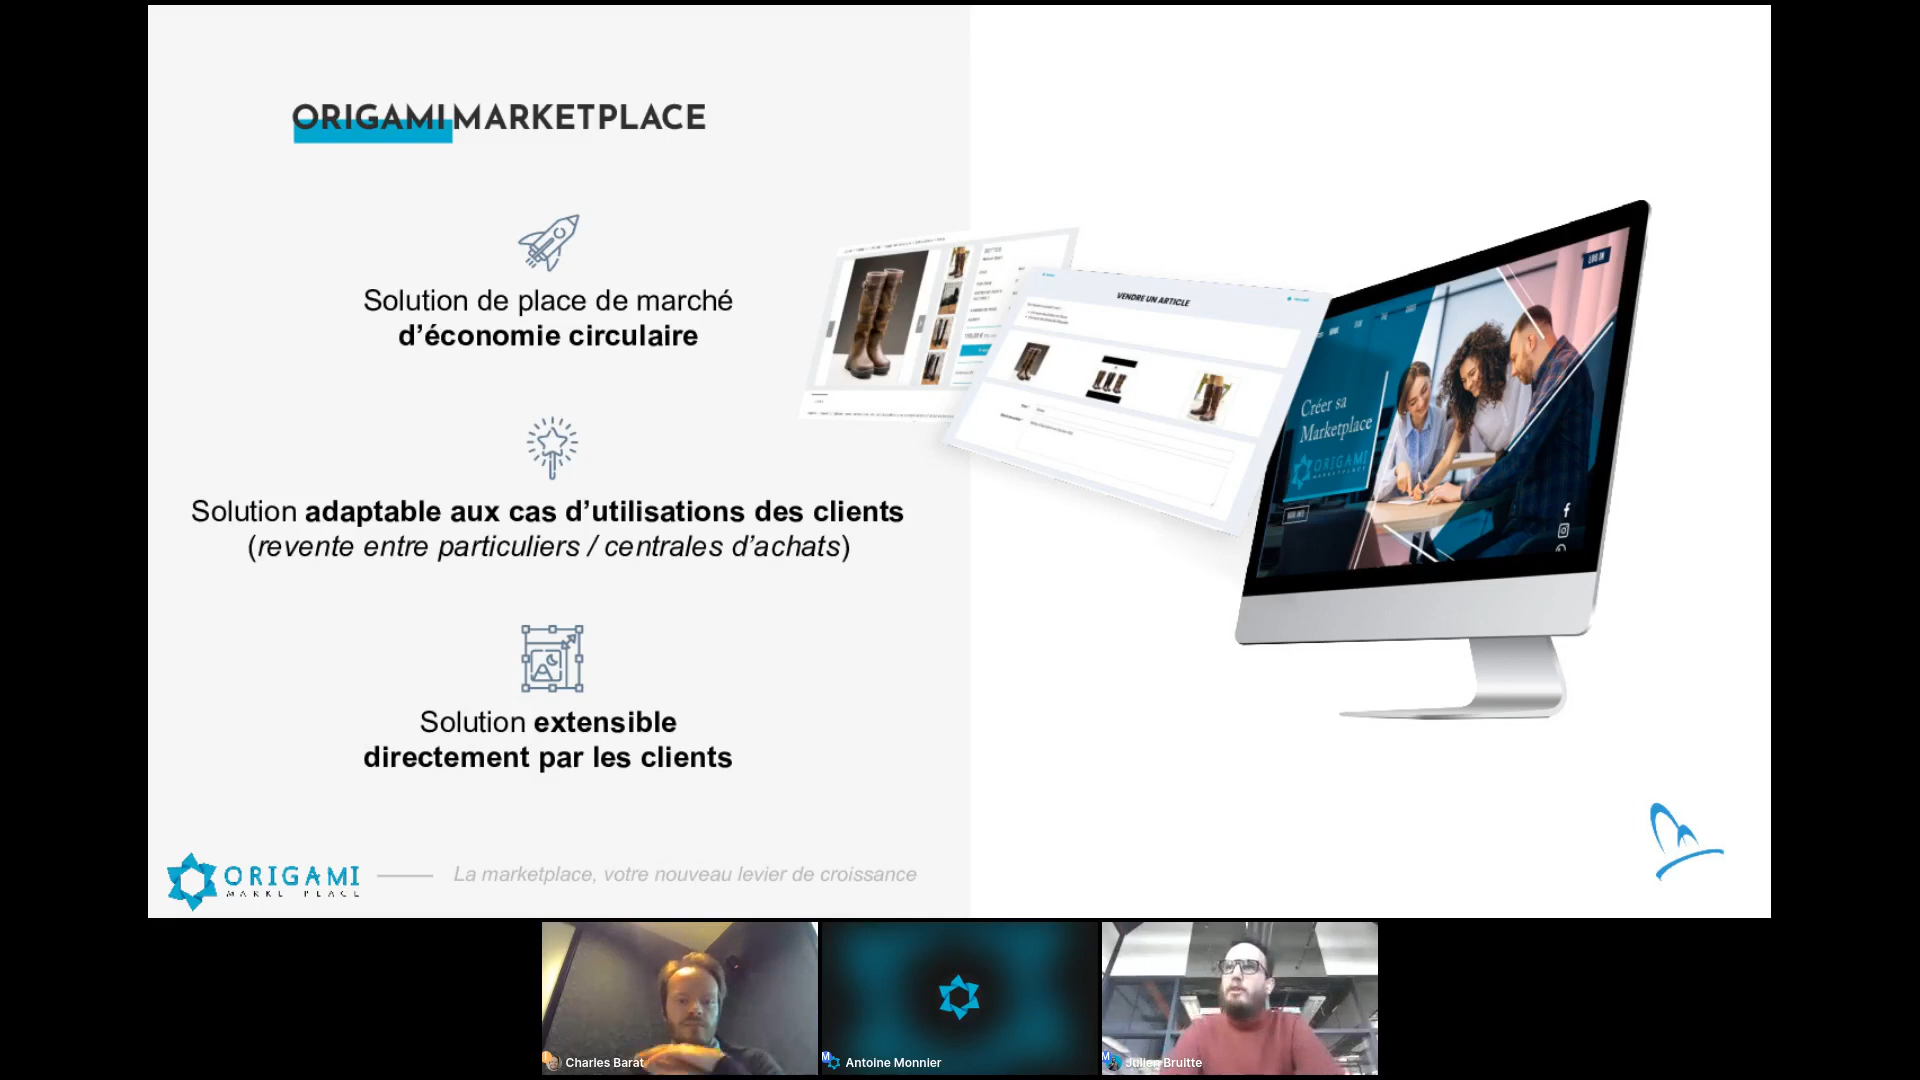 ORIGAMI MARKETPLACE
Solution de place de marché
d’économie circulaire
Solution adaptable aux cas d’utilisations des clients
(revente entre particuliers / centrales d’achats)
Solution extensible
directement par les clients
VENDRE UN ARTICLE
LOG IN
Créer sa
Marketplace
ORIGAMI
MARKETPLACE
ORIGAMI
La marketplace, votre nouveau levier de croissance
Charles Barat
Antoine Monnier
Julien Bruitte